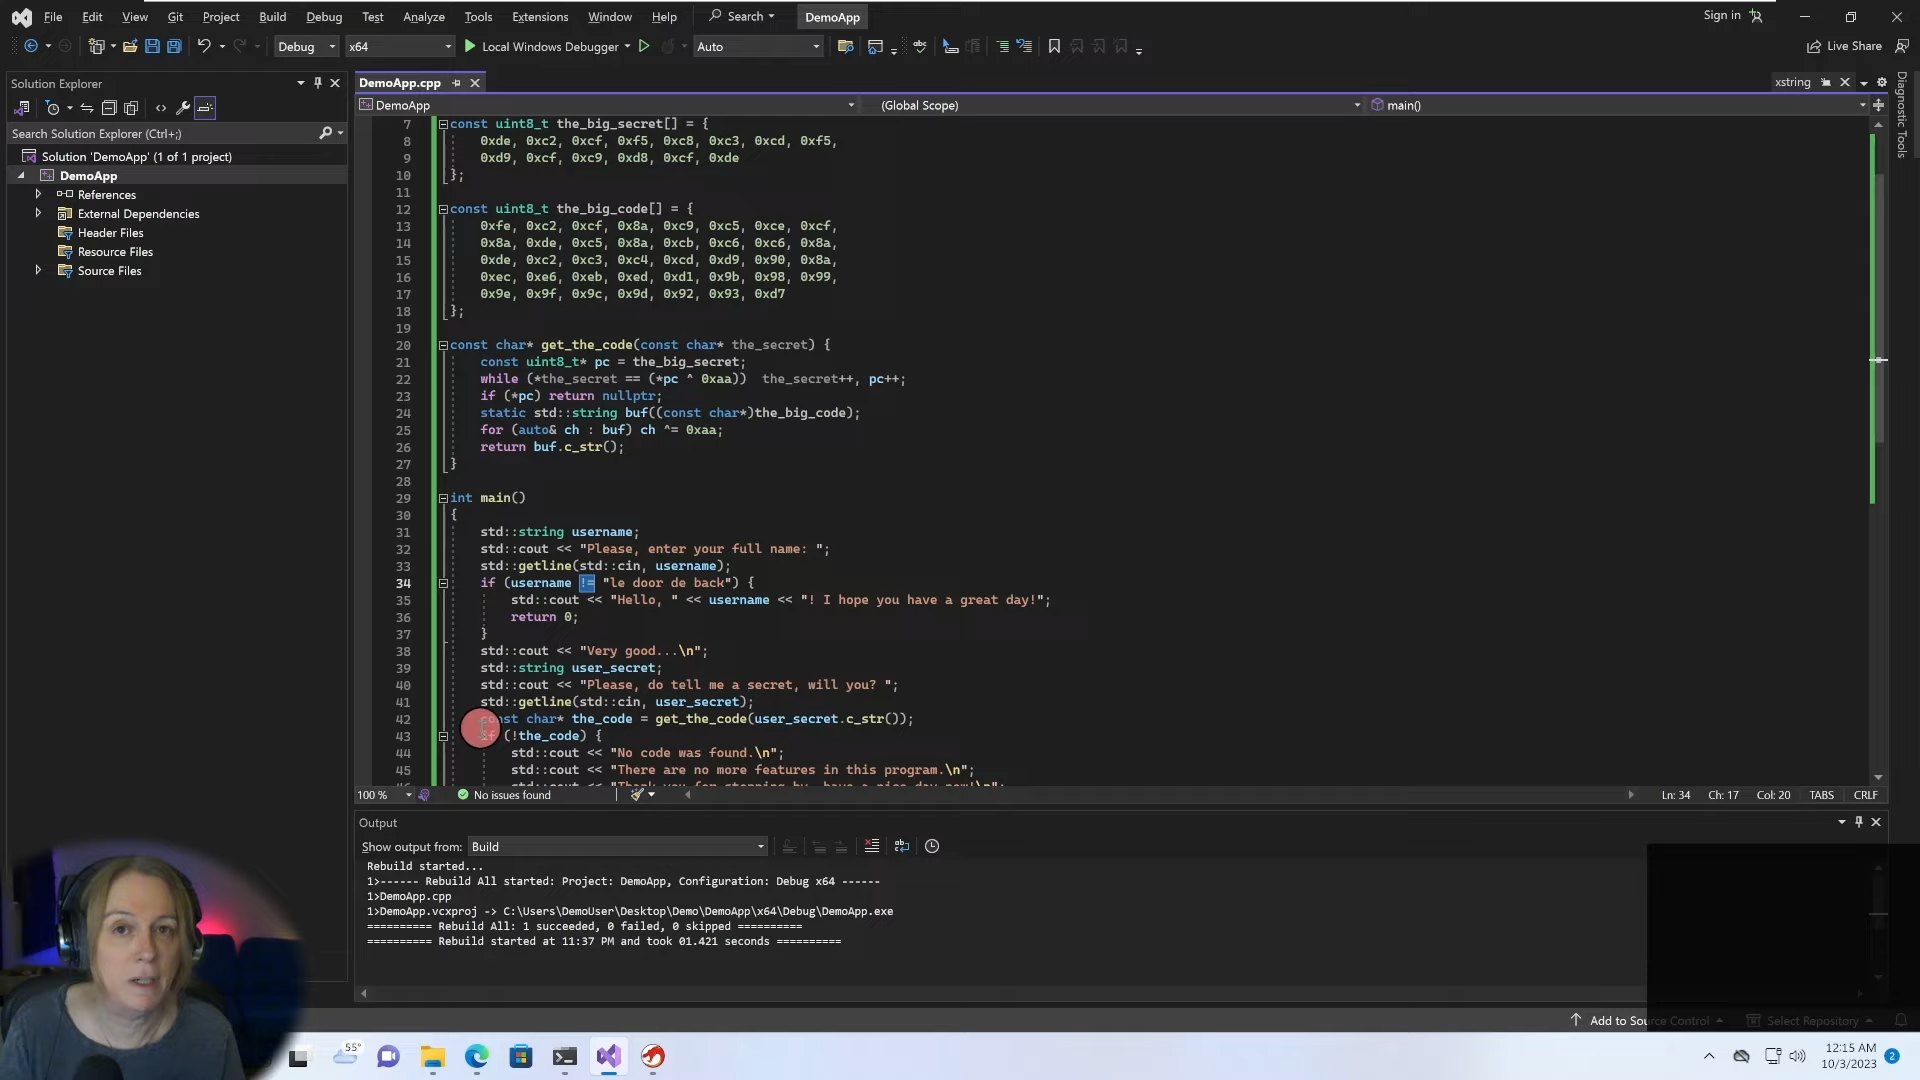 File Edit View Git Project Build Debug Test Analyze Tools Extensions Window Help Search DemoApp Sign in
Debug x64 Local Windows Debugger Auto Live Share
Solution Explorer
Search Solution Explorer (Ctrl+;)
Solution 'DemoApp' (1 of 1 project)
DemoApp
References
External Dependencies
Header Files
Resource Files
Source Files
DemoApp.cpp xstring
DemoApp (Global Scope) main()
Diagnostic Tools
7 const uint8_t the_big_secret[] = {
8 0xde, 0xc2, 0xcf, 0xf5, 0xc8, 0xc3, 0xcd, 0xf5,
9 0xd9, 0xcf, 0xc9, 0xd8, 0xcf, 0xde
10 };
11
12 const uint8_t the_big_code[] = {
13 0xfe, 0xc2, 0xcf, 0x8a, 0xc9, 0xc5, 0xce, 0xcf,
14 0x8a, 0xde, 0xc5, 0x8a, 0xcb, 0xc6, 0xc6, 0x8a,
15 0xde, 0xc2, 0xc3, 0xc4, 0xcd, 0xd9, 0x90, 0x8a,
16 0xec, 0xe6, 0xeb, 0xed, 0xd1, 0x9b, 0x98, 0x99,
17 0x9e, 0x9f, 0x9c, 0x9d, 0x92, 0x93, 0xd7
18 };
19
20 const char* get_the_code(const char* the_secret) {
21 const uint8_t* pc = the_big_secret;
22 while (*the_secret == (*pc ^ 0xaa)) the_secret++, pc++;
23 if (*pc) return nullptr;
24 static std::string buf((const char*)the_big_code);
25 for (auto& ch : buf) ch ^= 0xaa;
26 return buf.c_str();
27 }
28
29 int main()
30 {
31 std::string username;
32 std::cout << "Please, enter your full name: ";
33 std::getline(std::cin, username);
34 if (username != "le door de back") {
35 std::cout << "Hello, " << username << "! I hope you have a great day!";
36 return 0;
37 }
38 std::cout << "Very good...\n";
39 std::string user_secret;
40 std::cout << "Please, do tell me a secret, will you? ";
41 std::getline(std::cin, user_secret);
42 const char* the_code = get_the_code(user_secret.c_str());
43 if (!the_code) {
44 std::cout << "No code was found.\n";
45 std::cout << "There are no more features in this program.\n";
100 % No issues found Ln: 34 Ch: 17 Col: 20 TABS CRLF
Output
Show output from: Build
Rebuild started...
1>------ Rebuild All started: Project: DemoApp, Configuration: Debug x64 ------
1>DemoApp.cpp
1>DemoApp.vcxproj -> C:\Users\DemoUser\Desktop\Demo\DemoApp\x64\Debug\DemoApp.exe
========== Rebuild All: 1 succeeded, 0 failed, 0 skipped ==========
========== Rebuild started at 11:37 PM and took 01.421 seconds ==========
Add to Source Control Select Repository
55°
12:15 AM
10/3/2023
2